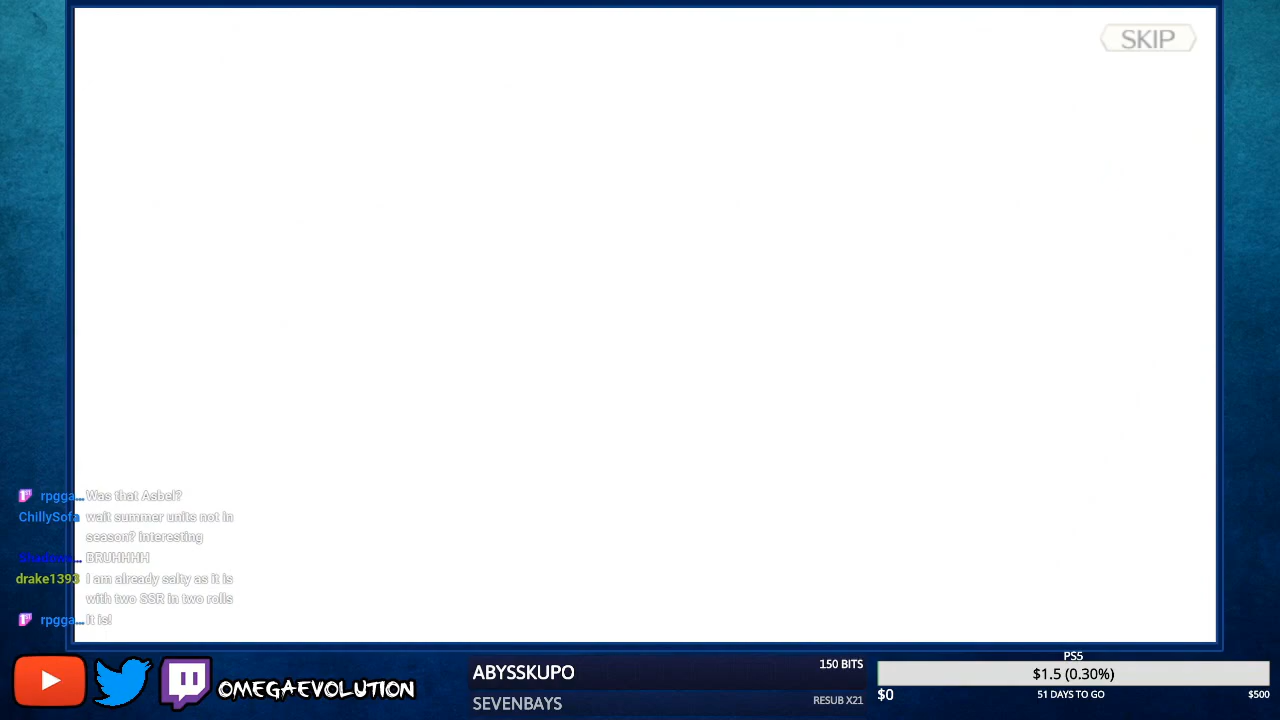 SKIP
rpgga... Was that Asbel?
ChillySofa wait summer units not in
season? interesting
Shadow... BRUHHHH
drake1393 I am already salty as it is
with two SSR in two rolls
rpgga... It is!
OMEGAEVOLUTION
ABYSSKUPO 150 BITS
SEVENBAYS RESUB X21
PS5
$1.5 (0.30%)
$0 51 DAYS TO GO $500